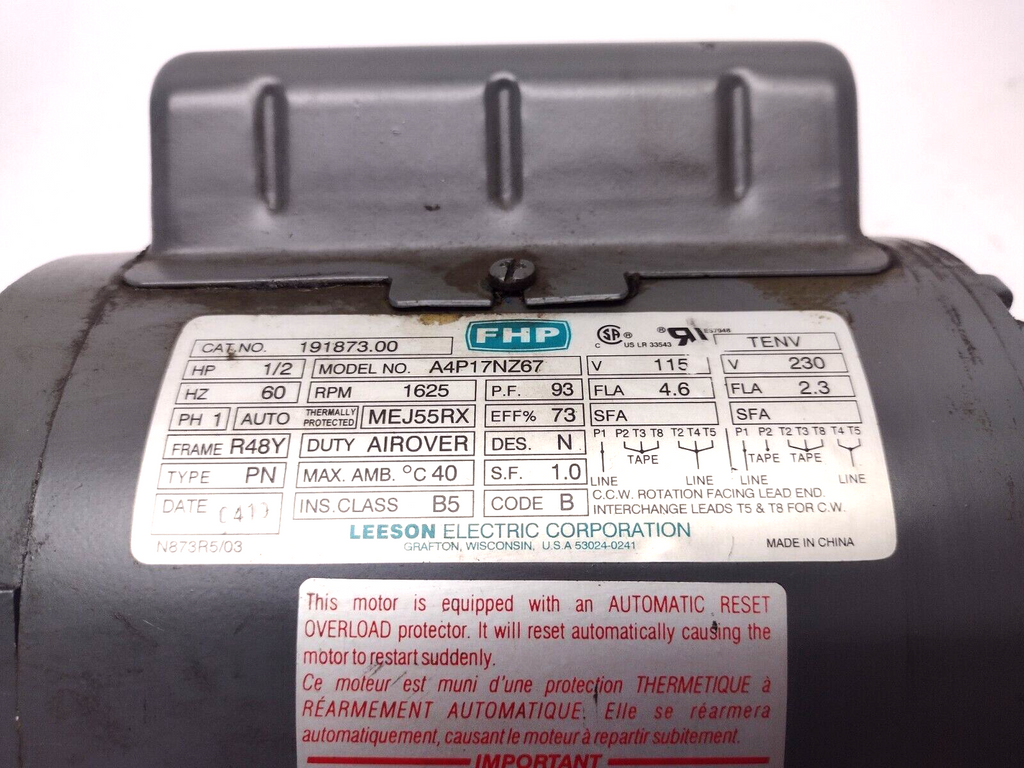 FHP
CSA ® C US LR 33543
® E57948
CAT.NO. 191873.00
TENV
HP 1/2 MODEL NO. A4P17NZ67 V 115 V 230
HZ 60 RPM 1625 P.F. 93 FLA 4.6 FLA 2.3
PH 1 AUTO THERMALLY PROTECTED MEJ55RX EFF% 73 SFA SFA
FRAME R48Y DUTY AIROVER DES. N
P1 P2 T3 T8 T2 T4 T5 P1 P2 T3 T8 T4 T5
TAPE TAPE TAPE
TYPE PN MAX. AMB. °C 40 S.F. 1.0
LINE LINE LINE LINE
DATE INS.CLASS B5 CODE B
C.C.W. ROTATION FACING LEAD END.
INTERCHANGE LEADS T5 & T8 FOR C.W.
LEESON ELECTRIC CORPORATION
N873R5/03 GRAFTON, WISCONSIN, U.S.A 53024-0241 MADE IN CHINA
This motor is equipped with an AUTOMATIC RESET
OVERLOAD protector. It will reset automatically causing the
motor to restart suddenly.
Ce moteur est muni d'une protection THERMETIQUE à
RÉARMEMENT AUTOMATIQUE. Elle se réarmera
automatiquement, causant le moteur à repartir subitement.
IMPORTANT